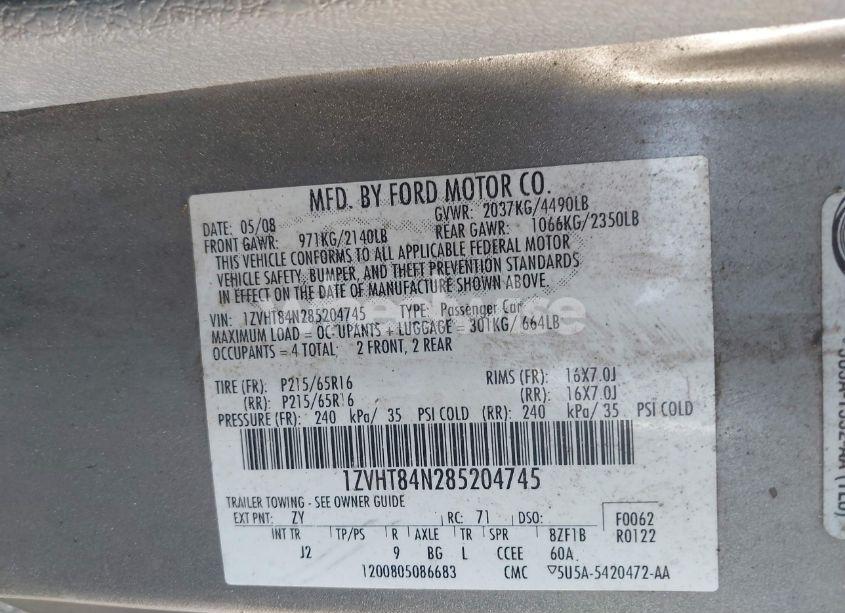 MFD. BY FORD MOTOR CO.
DATE: 05/08 GVWR: 2037KG/4490LB
FRONT GAWR: 971KG/2140LB REAR GAWR: 1066KG/2350LB
THIS VEHICLE CONFORMS TO ALL APPLICABLE FEDERAL MOTOR
VEHICLE SAFETY, BUMPER, AND THEFT PREVENTION STANDARDS
IN EFFECT ON THE DATE OF MANUFACTURE SHOWN ABOVE.
VIN: 1ZVHT84N285204745 TYPE: Passenger Car
MAXIMUM LOAD = OCCUPANTS + LUGGAGE = 301KG/ 664LB
OCCUPANTS = 4 TOTAL: 2 FRONT, 2 REAR
TIRE (FR): P215/65R16 RIMS (FR): 16X7.0J
(RR): P215/65R16 (RR): 16X7.0J
PRESSURE (FR): 240 kPa/ 35 PSI COLD (RR): 240 kPa/ 35 PSI COLD
1ZVHT84N285204745
TRAILER TOWING - SEE OWNER GUIDE
EXT PNT: ZY RC: 71 DSO: F0062
INT TR TP/PS R AXLE TR SPR BZF1B R0122
J2 9 BG L CCEE 60A
1200805086683 CMC ▽5U5A-5420472-AA